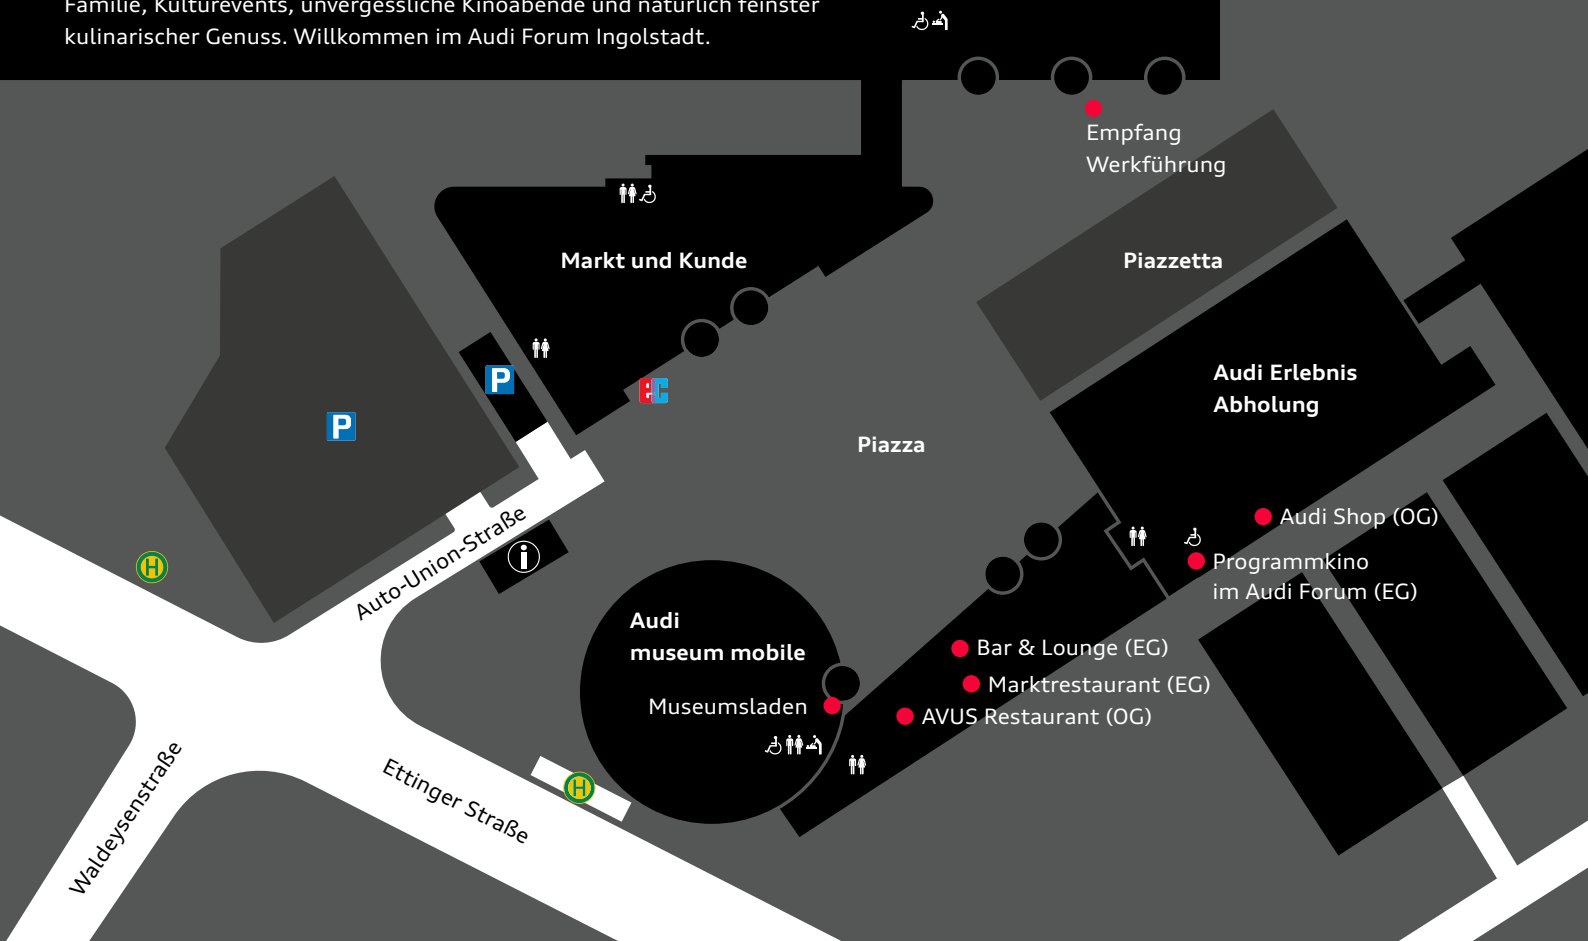 Familie, Kulturevents, unvergessliche Kinoabende und natürlich feinster
kulinarischer Genuss. Willkommen im Audi Forum Ingolstadt.
Empfang
Werkführung
Markt und Kunde
Piazzetta
Audi Erlebnis
Abholung
P
P
EC
Piazza
Audi Shop (OG)
Programmkino
im Audi Forum (EG)
H
i
Auto-Union-Straße
Audi
museum mobile
Museumsladen
Bar & Lounge (EG)
Marktrestaurant (EG)
AVUS Restaurant (OG)
H
Ettinger Straße
Waldeysenstraße